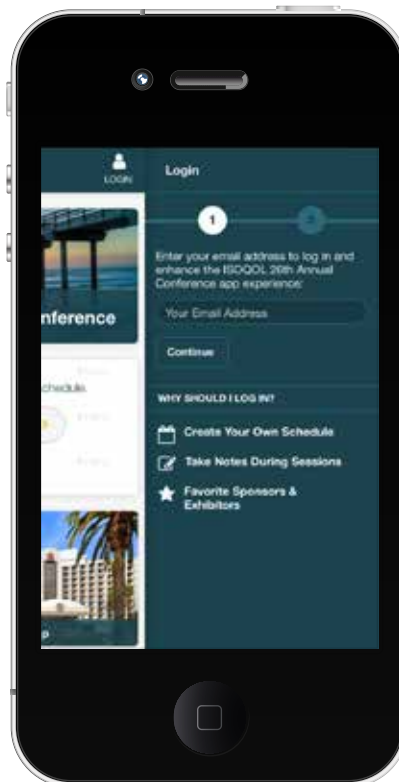 LOGIN
Login
1
2
Enter your email address to log in and
enhance the ISOQOL 26th Annual
Conference app experience:
Your Email Address
Continue
WHY SHOULD I LOG IN?
Create Your Own Schedule
Take Notes During Sessions
Favorite Sponsors &
Exhibitors
nference
chedule
p